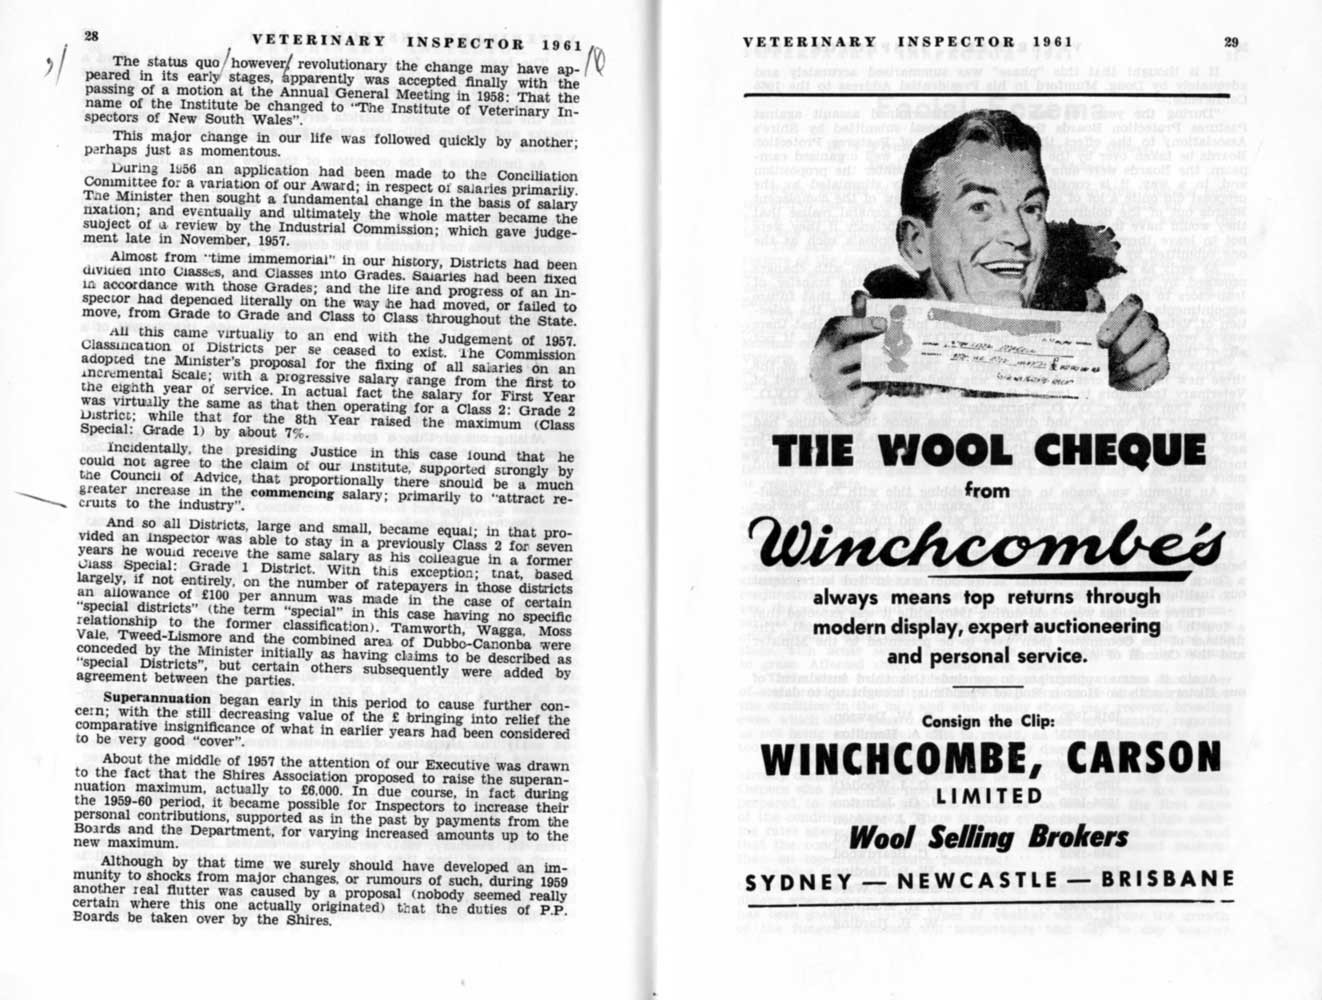 28
VETERINARY INSPECTOR 1961
The status quo however revolutionary the change may have ap-
peared in its early stages, apparently was accepted finally with the
passing of a motion at the Annual General Meeting in 1958: That the
name of the Institute be changed to "The Institute of Veterinary In-
spectors of New South Wales".
This major change in our life was followed quickly by another;
perhaps just as momentous.
During 1956 an application had been made to the Conciliation
Committee for a variation of our Award; in respect of salaries primarily.
The Minister then sought a fundamental change in the basis of salary
fixation; and eventually and ultimately the whole matter became the
subject of a review by the Industrial Commission; which gave judge-
ment late in November, 1957.
Almost from "time immemorial" in our history, Districts had been
divided into Classes, and Classes into Grades. Salaries had been fixed
in accordance with those Grades; and the life and progress of an In-
spector had depended literally on the way he had moved, or failed to
move, from Grade to Grade and Class to Class throughout the State.
All this came virtually to an end with the Judgement of 1957.
Classification of Districts per se ceased to exist. The Commission
adopted the Minister's proposal for the fixing of all salaries on an
incremental Scale; with a progressive salary range from the first to
the eighth year of service. In actual fact the salary for First Year
was virtually the same as that then operating for a Class 2: Grade 2
District; while that for the 8th Year raised the maximum (Class
Special: Grade 1) by about 7%.
Incidentally, the presiding Justice in this case found that he
could not agree to the claim of our Institute, supported strongly by
the Council of Advice, that proportionally there should be a much
greater increase in the commencing salary; primarily to "attract re-
cruits to the industry".
And so all Districts, large and small, became equal; in that pro-
vided an Inspector was able to stay in a previously Class 2 for seven
years he would receive the same salary as his colleague in a former
Class Special: Grade 1 District. With this exception; that, based
largely, if not entirely, on the number of ratepayers in those districts
an allowance of £100 per annum was made in the case of certain
"special districts" (the term "special" in this case having no specific
relationship to the former classification). Tamworth, Wagga, Moss
Vale, Tweed-Lismore and the combined area of Dubbo-Canonba were
conceded by the Minister initially as having claims to be described as
"special Districts", but certain others subsequently were added by
agreement between the parties.
Superannuation began early in this period to cause further con-
cern; with the still decreasing value of the £ bringing into relief the
comparative insignificance of what in earlier years had been considered
to be very good "cover".
About the middle of 1957 the attention of our Executive was drawn
to the fact that the Shires Association proposed to raise the superan-
nuation maximum, actually to £6,000. In due course, in fact during
the 1959-60 period, it became possible for Inspectors to increase their
personal contributions, supported as in the past by payments from the
Boards and the Department, for varying increased amounts up to the
new maximum.
Although by that time we surely should have developed an im-
munity to shocks from major changes, or rumours of such, during 1959
another real flutter was caused by a proposal (nobody seemed really
certain where this one actually originated) that the duties of P.P.
Boards be taken over by the Shires.
VETERINARY INSPECTOR 1961
29
THE WOOL CHEQUE
from
Winchcombe's
always means top returns through
modern display, expert auctioneering
and personal service.
Consign the Clip:
WINCHCOMBE, CARSON
LIMITED
Wool Selling Brokers
SYDNEY — NEWCASTLE — BRISBANE